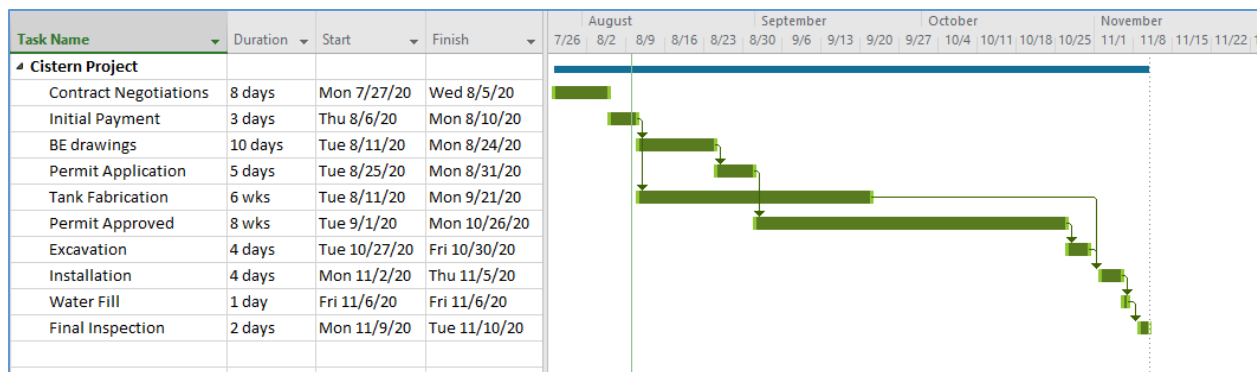 August September October November
Task Name Duration Start Finish 7/26 8/2 8/9 8/16 8/23 8/30 9/6 9/13 9/20 9/27 10/4 10/11 10/18 10/25 11/1 11/8 11/15 11/22
Cistern Project
Contract Negotiations 8 days Mon 7/27/20 Wed 8/5/20
Initial Payment 3 days Thu 8/6/20 Mon 8/10/20
BE drawings 10 days Tue 8/11/20 Mon 8/24/20
Permit Application 5 days Tue 8/25/20 Mon 8/31/20
Tank Fabrication 6 wks Tue 8/11/20 Mon 9/21/20
Permit Approved 8 wks Tue 9/1/20 Mon 10/26/20
Excavation 4 days Tue 10/27/20 Fri 10/30/20
Installation 4 days Mon 11/2/20 Thu 11/5/20
Water Fill 1 day Fri 11/6/20 Fri 11/6/20
Final Inspection 2 days Mon 11/9/20 Tue 11/10/20